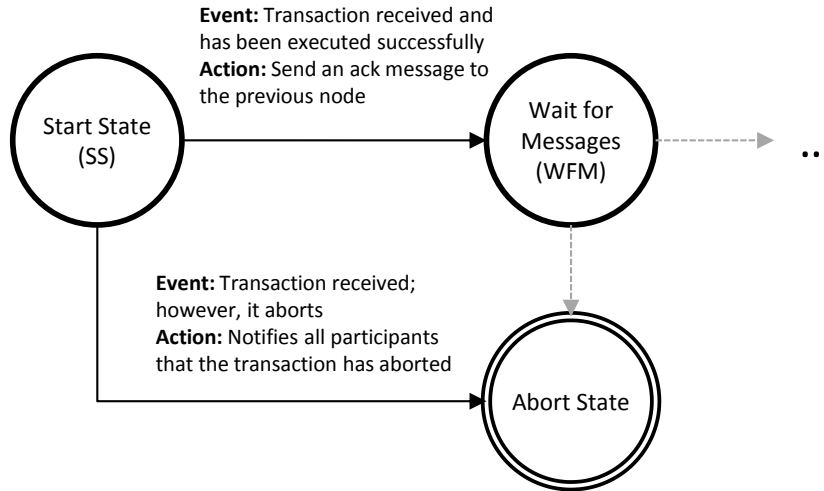 Event: Transaction received and
has been executed successfully
Action: Send an ack message to
the previous node
Start State
(SS)
Wait for
Messages
(WFM)
..
Event: Transaction received;
however, it aborts
Action: Notifies all participants
that the transaction has aborted
Abort State